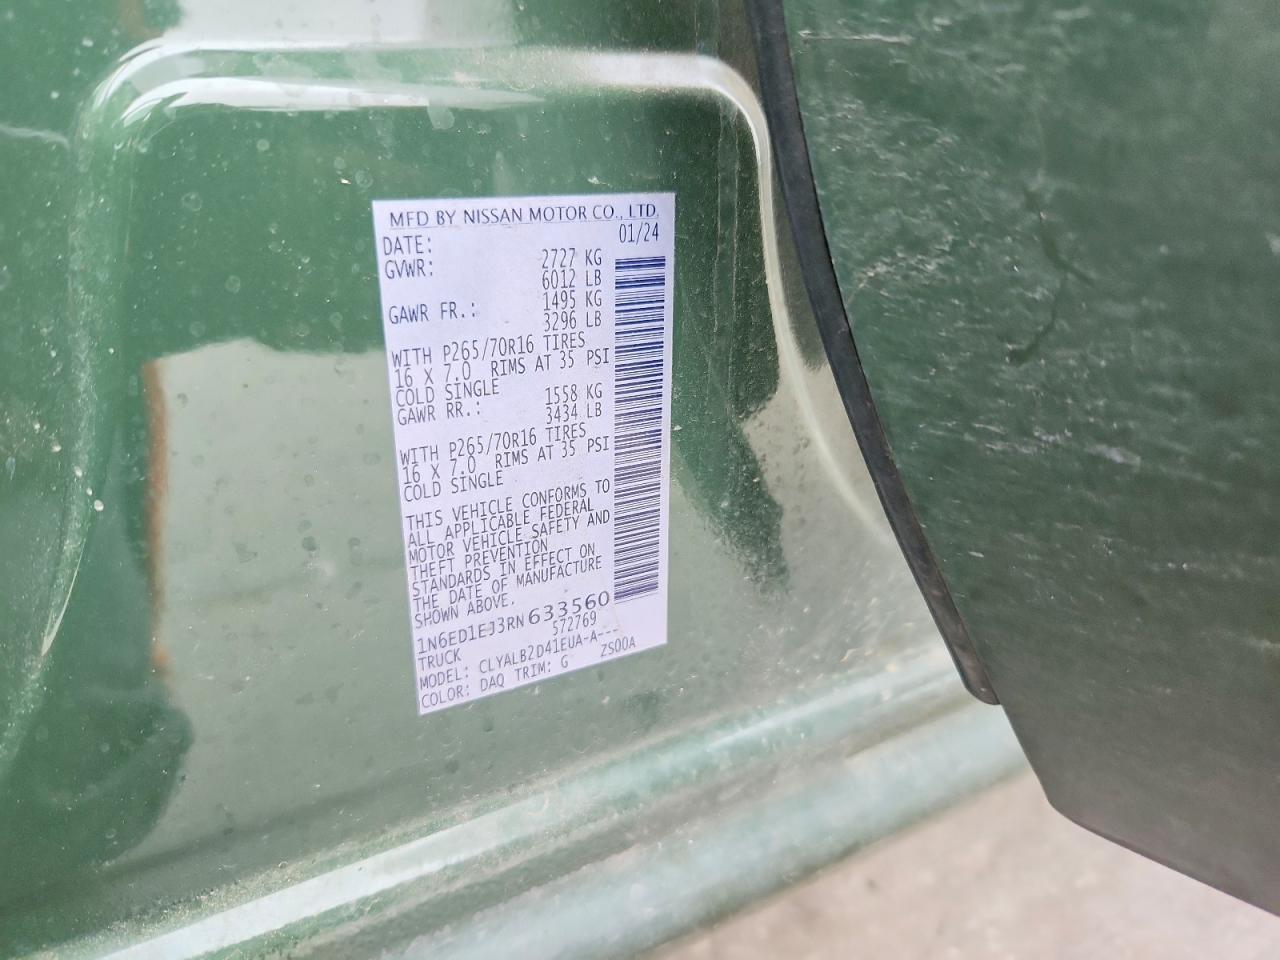 MFD BY NISSAN MOTOR CO., LTD.
DATE: 01/24
GVWR: 2727 KG
6012 LB
GAWR FR.: 1495 KG
3296 LB
WITH P265/70R16 TIRES
16 X 7.0 RIMS AT 35 PSI
COLD SINGLE
GAWR RR.: 1558 KG
3434 LB
WITH P265/70R16 TIRES
16 X 7.0 RIMS AT 35 PSI
COLD SINGLE
THIS VEHICLE CONFORMS TO
ALL APPLICABLE FEDERAL
MOTOR VEHICLE SAFETY AND
THEFT PREVENTION
STANDARDS IN EFFECT ON
THE DATE OF MANUFACTURE
SHOWN ABOVE.
1N6ED1EJ3RN633560
TRUCK 572769
MODEL: CLYALB2D41EUA-A---
COLOR: DAQ TRIM: G ZS00A